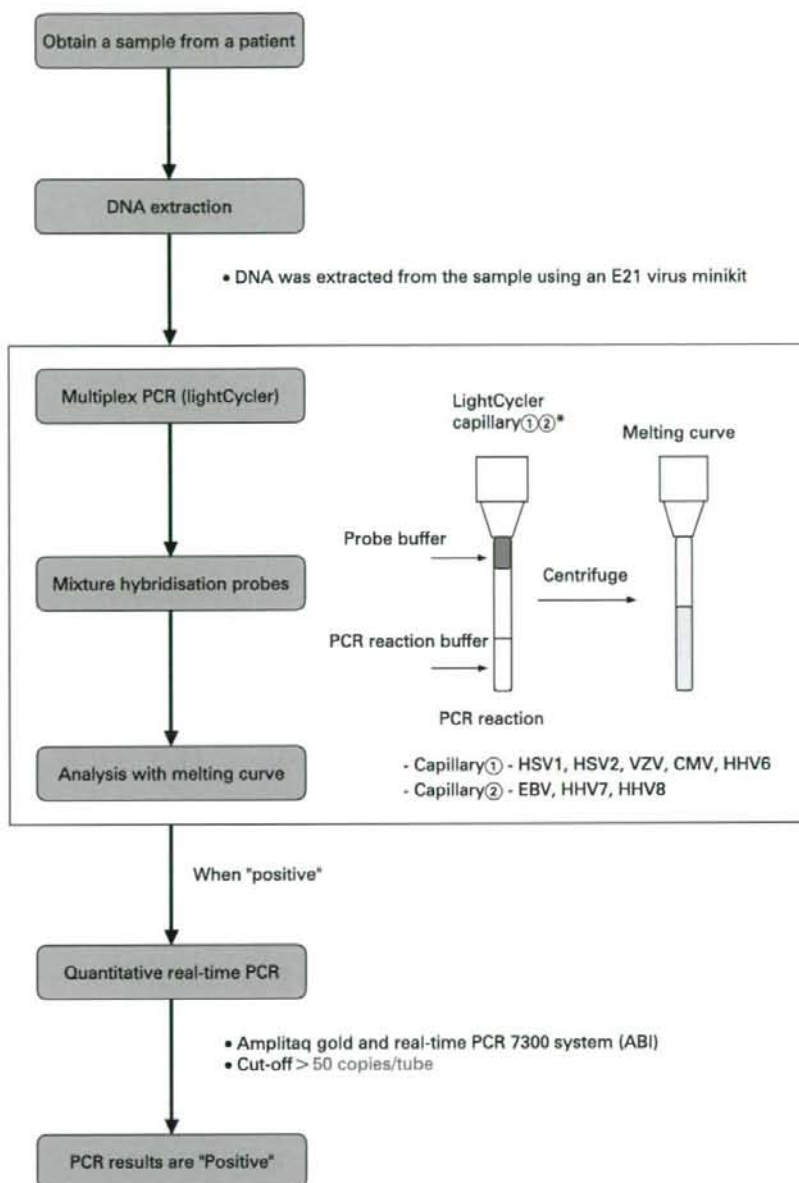 Obtain a sample from a patient
DNA extraction
• DNA was extracted from the sample using an E21 virus minikit
Multiplex PCR (lightCycler)
Mixture hybridisation probes
Analysis with melting curve
LightCycler
capillary①②*
Melting curve
Probe buffer
Centrifuge
PCR reaction buffer
PCR reaction
- Capillary① - HSV1, HSV2, VZV, CMV, HHV6
- Capillary② - EBV, HHV7, HHV8
When "positive"
Quantitative real-time PCR
• Amplitaq gold and real-time PCR 7300 system (ABI)
• Cut-off > 50 copies/tube
PCR results are "Positive"